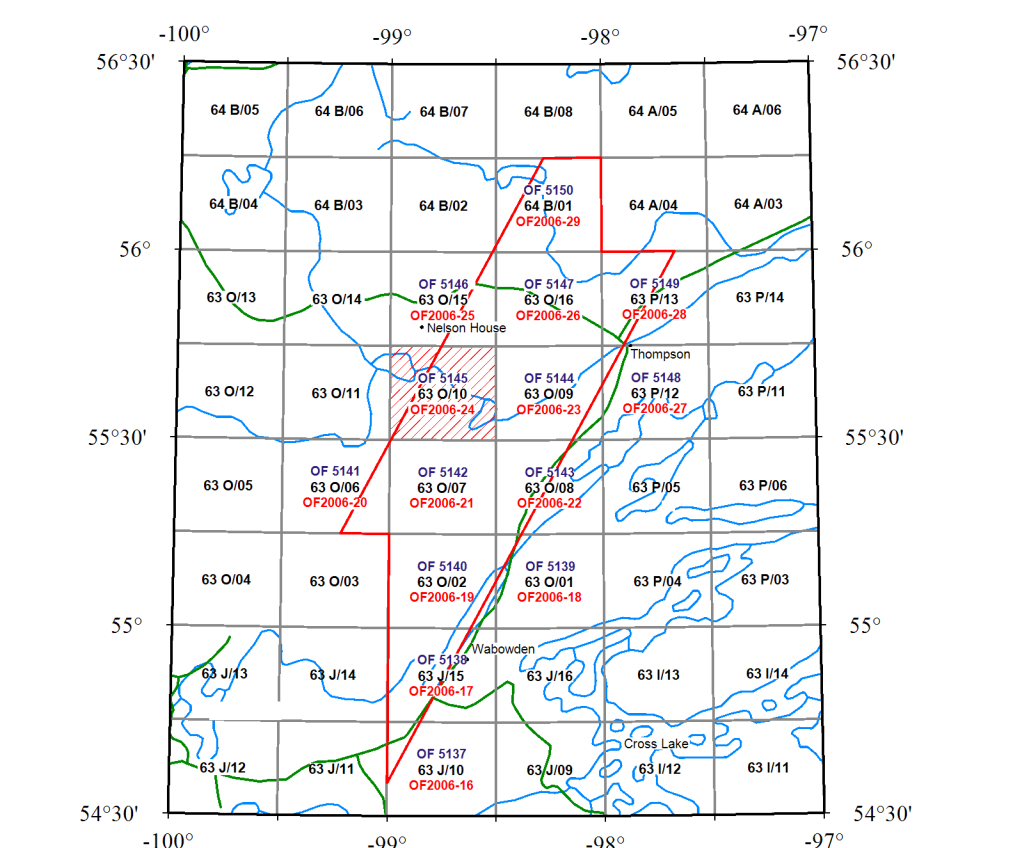 -100° -99° -98° -97°
56°30' 56°30'
64 B/05 64 B/06 64 B/07 64 B/08 64 A/05 64 A/06
OF 5150
64 B/04 64 B/03 64 B/02 64 B/01 64 A/04 64 A/03
OF2006-29
56° 56°
OF 5146 OF 5147 OF 5149
63 O/13 63 O/14 63 O/15 63 O/16 63 P/13 63 P/14
OF2006-25 OF2006-26 OF2006-28
Nelson House
Thompson
OF 5145 OF 5144 OF 5148
63 O/12 63 O/11 63 O/10 63 O/09 63 P/12 63 P/11
OF2006-24 OF2006-23 OF2006-27
55°30' 55°30'
OF 5141 OF 5142 OF 5143
63 O/05 63 O/06 63 O/07 63 O/08 63 P/05 63 P/06
OF2006-20 OF2006-21 OF2006-22
OF 5140 OF 5139
63 O/04 63 O/03 63 O/02 63 O/01 63 P/04 63 P/03
OF2006-19 OF2006-18
55° 55°
Wabowden
OF 5138
63 J/13 63 J/14 63 J/15 63 J/16 63 I/13 63 I/14
OF2006-17
Cross Lake
OF 5137
63 J/12 63 J/11 63 J/10 63 J/09 63 I/12 63 I/11
OF2006-16
54°30' 54°30'
-100° -99° -98° -97°